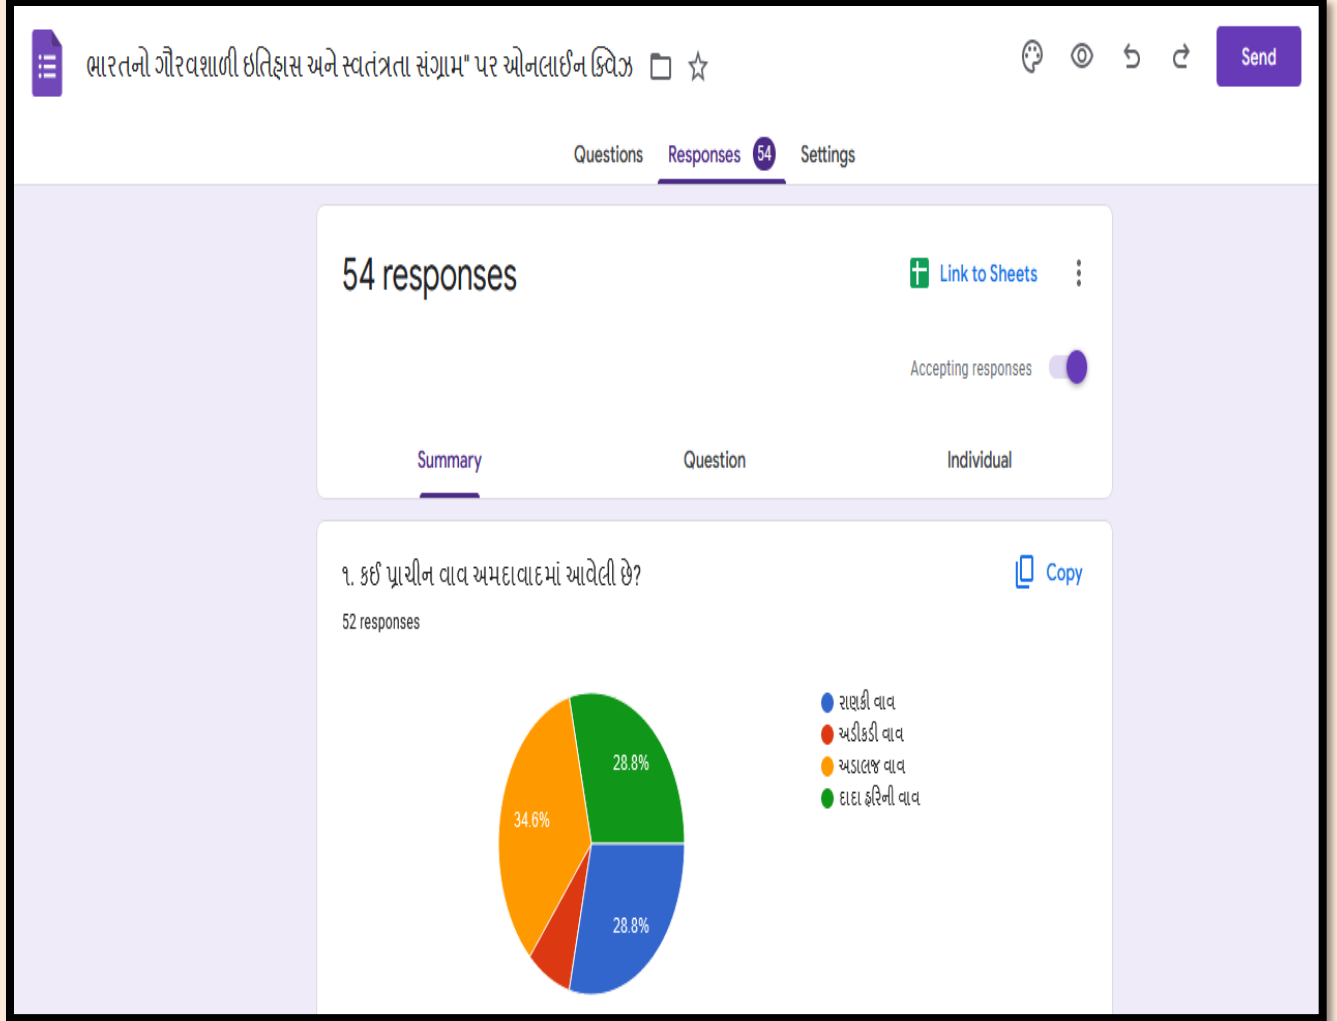 ભારતનો ગૌરવશાળી ઇતિહાસ અને સ્વતંત્રતા સંગ્રામ" પર ઓનલાઈન ક્વિઝ
Send
Questions Responses 54 Settings
54 responses
Link to Sheets
Accepting responses
Summary Question Individual
૧. કઈ પ્રાચીન વાવ અમદાવાદમાં આવેલી છે?
Copy
52 responses
રાણકી વાવ
અડીકડી વાવ
અડાલજ વાવ
દાદા હરિની વાવ
28.8%
34.6%
28.8%